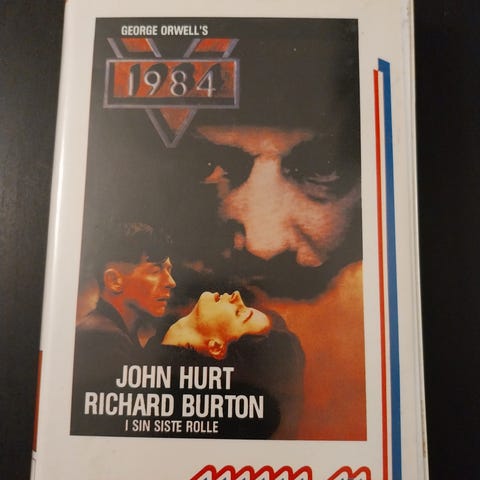 GEORGE ORWELL'S
1984
JOHN HURT
RICHARD BURTON
I SIN SISTE ROLLE